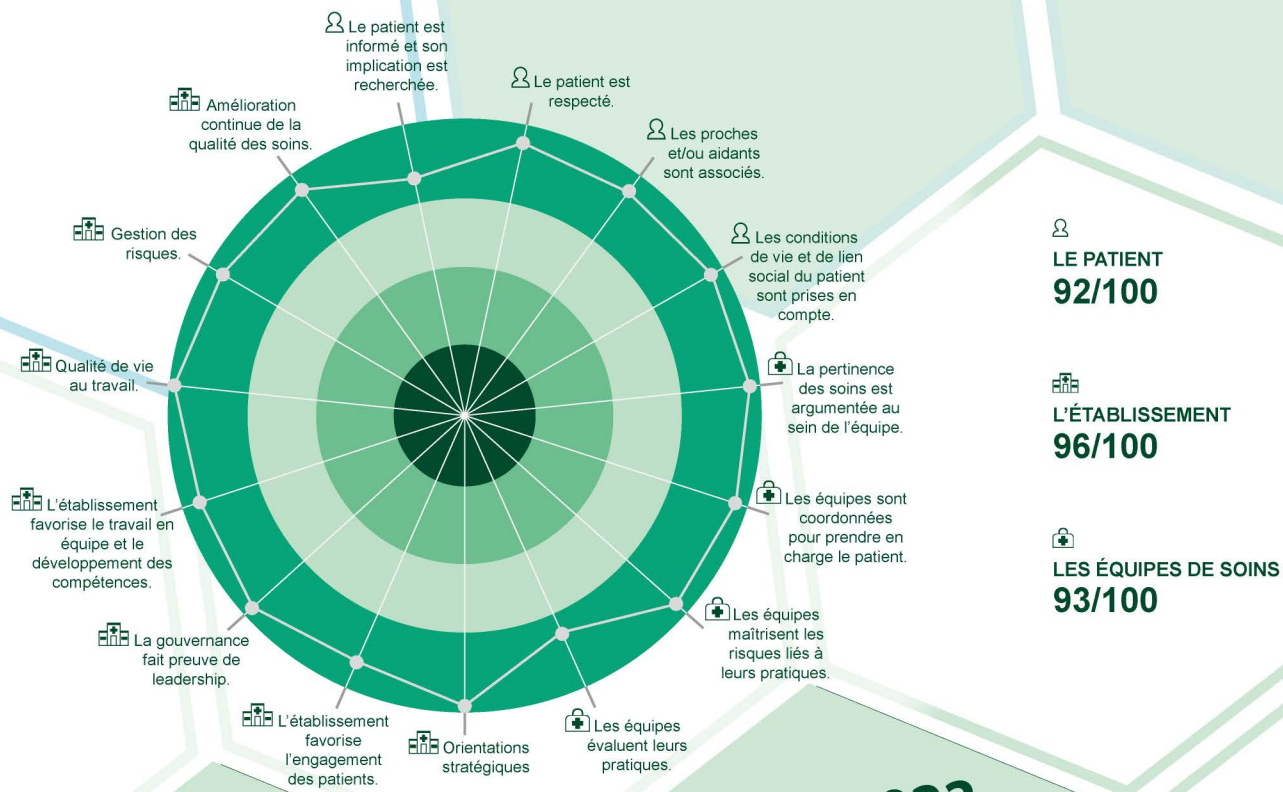 Le patient est
informé et son
implication est
recherchée.
Le patient est
respecté.
Les proches
et/ou aidants
sont associés.
Les conditions
de vie et de lien
social du patient
sont prises en
compte.
La pertinence
des soins est
argumentée au
sein de l'équipe.
Les équipes sont
coordonnées
pour prendre en
charge le patient.
Les équipes
maîtrisent les
risques liés à
leurs pratiques.
Les équipes
évaluent leurs
pratiques.
Orientations
stratégiques
L'établissement
favorise
l'engagement
des patients.
La gouvernance
fait preuve de
leadership.
L'établissement
favorise le travail en
équipe et le
développement des
compétences.
Qualité de vie
au travail.
Gestion des
risques.
Amélioration
continue de la
qualité des soins.
LE PATIENT
92/100
L'ÉTABLISSEMENT
96/100
LES ÉQUIPES DE SOINS
93/100